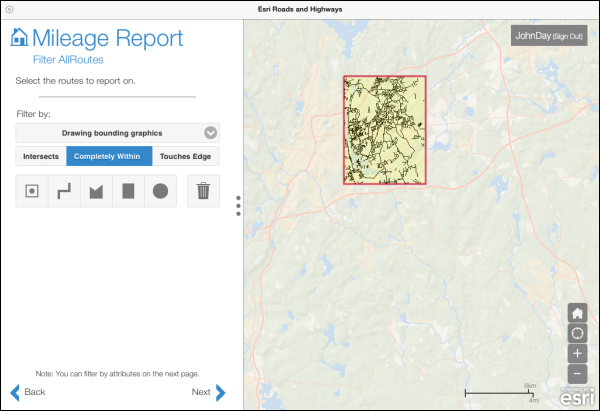 Esri Roads and Highways
Mileage Report
Filter AllRoutes
Select the routes to report on.
Filter by:
Drawing bounding graphics
Intersects
Completely Within
Touches Edge
Note: You can filter by attributes on the next page.
Back
Next
JohnDay (Sign Out)
6km
4mi
esri